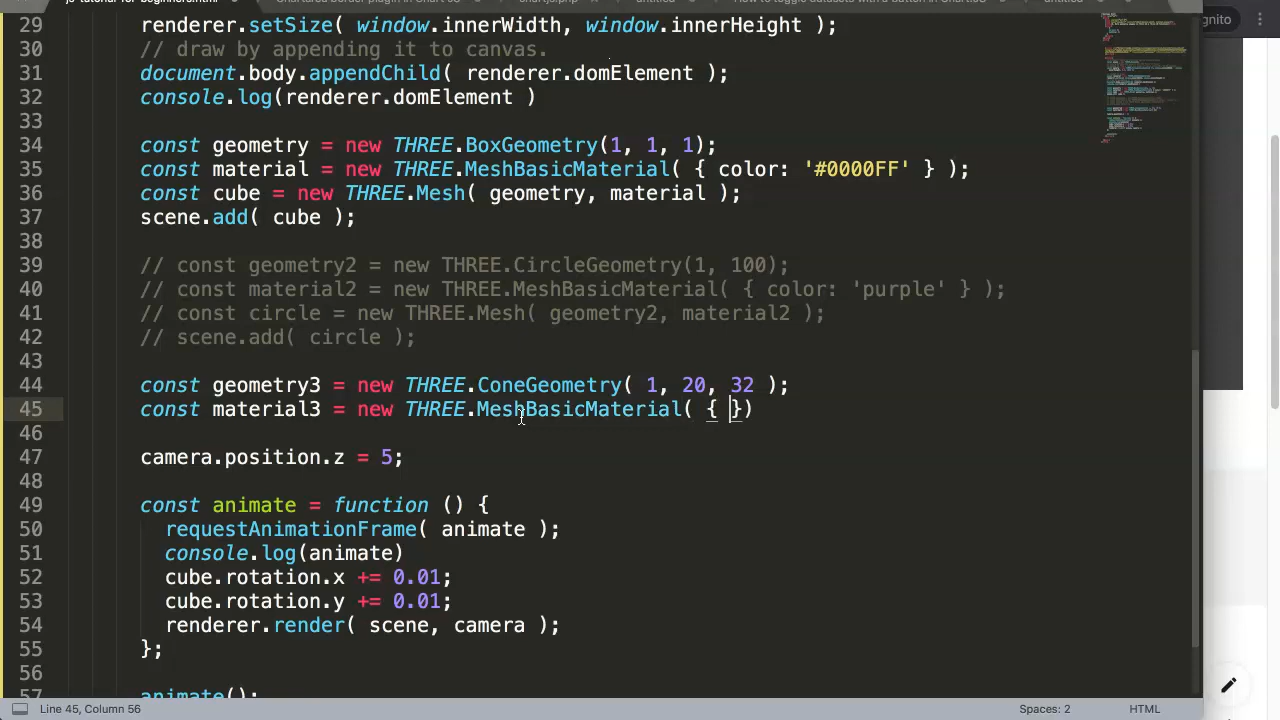 29 renderer.setSize( window.innerWidth, window.innerHeight );
nito
30 // draw by appending it to canvas.
31 document.body.appendChild( renderer.domElement );
32 console.log(renderer.domElement )
33
34 const geometry = new THREE.BoxGeometry(1, 1, 1);
35 const material = new THREE.MeshBasicMaterial( { color: '#0000FF' } );
36 const cube = new THREE.Mesh( geometry, material );
37 scene.add( cube );
38
39 // const geometry2 = new THREE.CircleGeometry(1, 100);
40 // const material2 = new THREE.MeshBasicMaterial( { color: 'purple' } );
41 // const circle = new THREE.Mesh( geometry2, material2 );
42 // scene.add( circle );
43
44 const geometry3 = new THREE.ConeGeometry( 1, 20, 32 );
45 const material3 = new THREE.MeshBasicMaterial( { })
46
47 camera.position.z = 5;
48
49 const animate = function () {
50 requestAnimationFrame( animate );
51 console.log(animate)
52 cube.rotation.x += 0.01;
53 cube.rotation.y += 0.01;
54 renderer.render( scene, camera );
55 };
56
57 animate();
Line 45, Column 56 Spaces: 2 HTML